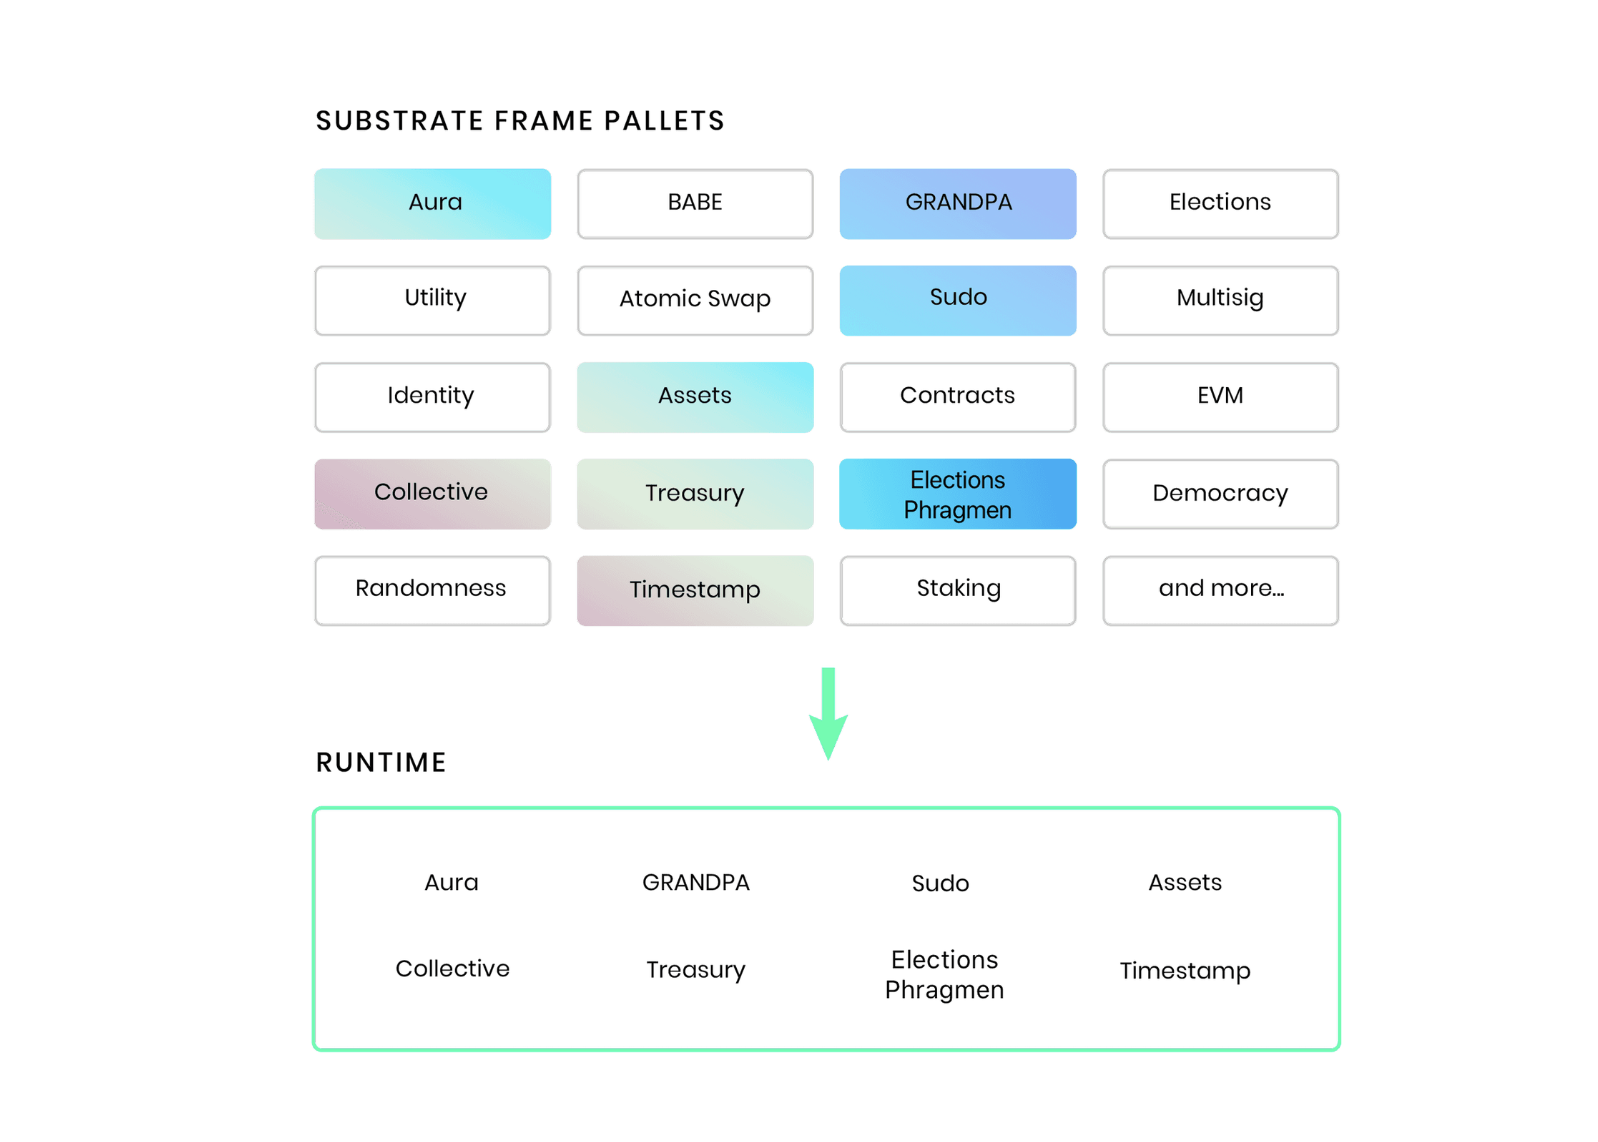 SUBSTRATE FRAME PALLETS
Aura
BABE
GRANDPA
Elections
Utility
Atomic Swap
Sudo
Multisig
Identity
Assets
Contracts
EVM
Collective
Treasury
Elections
Phragmen
Democracy
Randomness
Timestamp
Staking
and more...
RUNTIME
Aura
GRANDPA
Sudo
Assets
Collective
Treasury
Elections
Phragmen
Timestamp